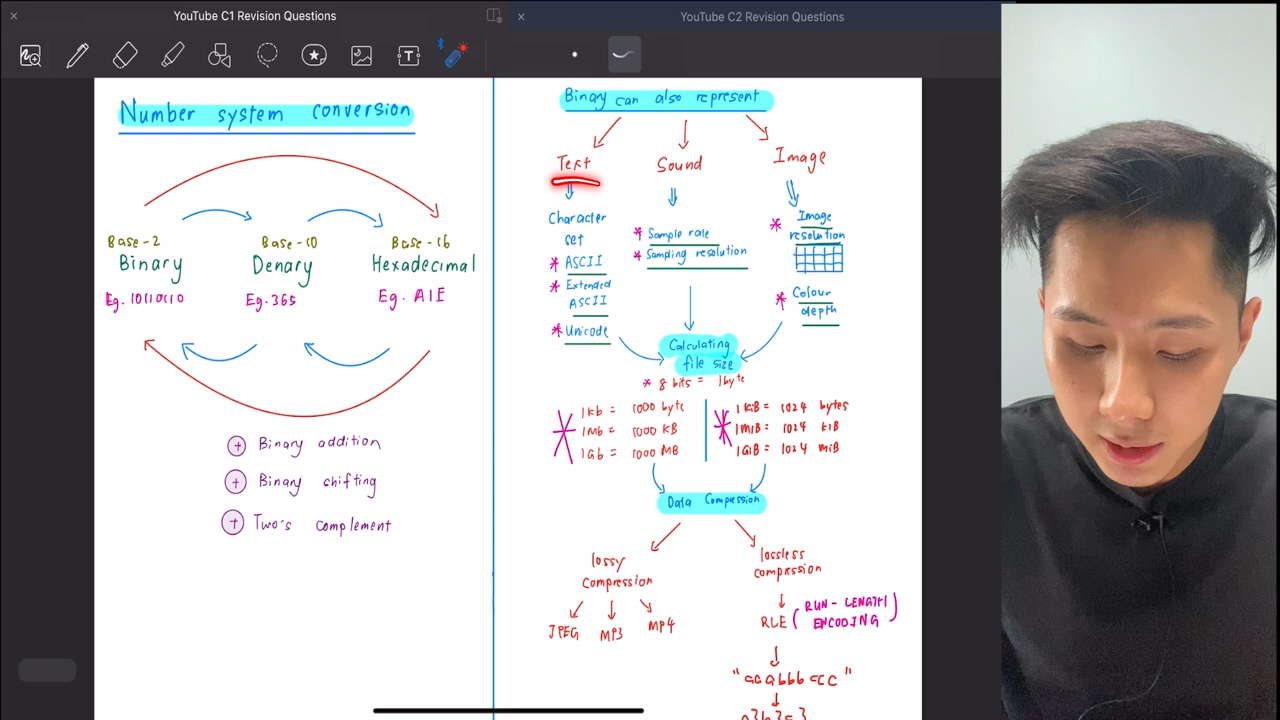 YouTube C1 Revision Questions
YouTube C2 Revision Questions
Number system conversion
Base-2
Binary
Eg. 10110110
Base-10
Denary
Eg. 365
Base-16
Hexadecimal
Eg. A1E
+ Binary addition
+ Binary shifting
+ Two's complement
Binary can also represent
Text
Sound
Image
Character
set
* ASCII
* Extended
ASCII
* Unicode
* Sample rate
* Sampling resolution
* Image
resolution
* Colour
depth
Calculating
file size
* 8 bits = 1byte
1kb = 1000 byte
1Mb = 1000 KB
1Gb = 1000 MB
1KiB = 1024 bytes
1MiB = 1024 kiB
1GiB = 1024 miB
Data Compression
lossy
compression
JPEG
MP3
MP4
lossless
compression
RLE (RUN-LENGTH
ENCODING)
"aaabbbccc"
a3b3c3